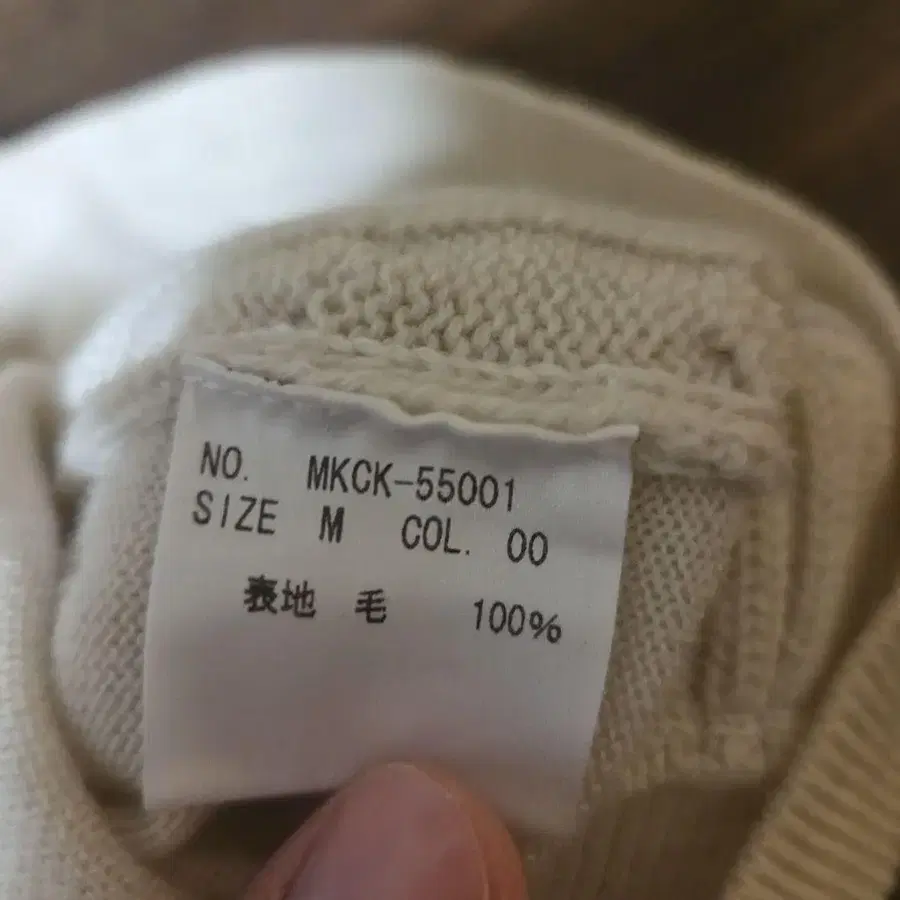 NO. MKCK-55001
SIZE M COL. 00
表地 毛 100%